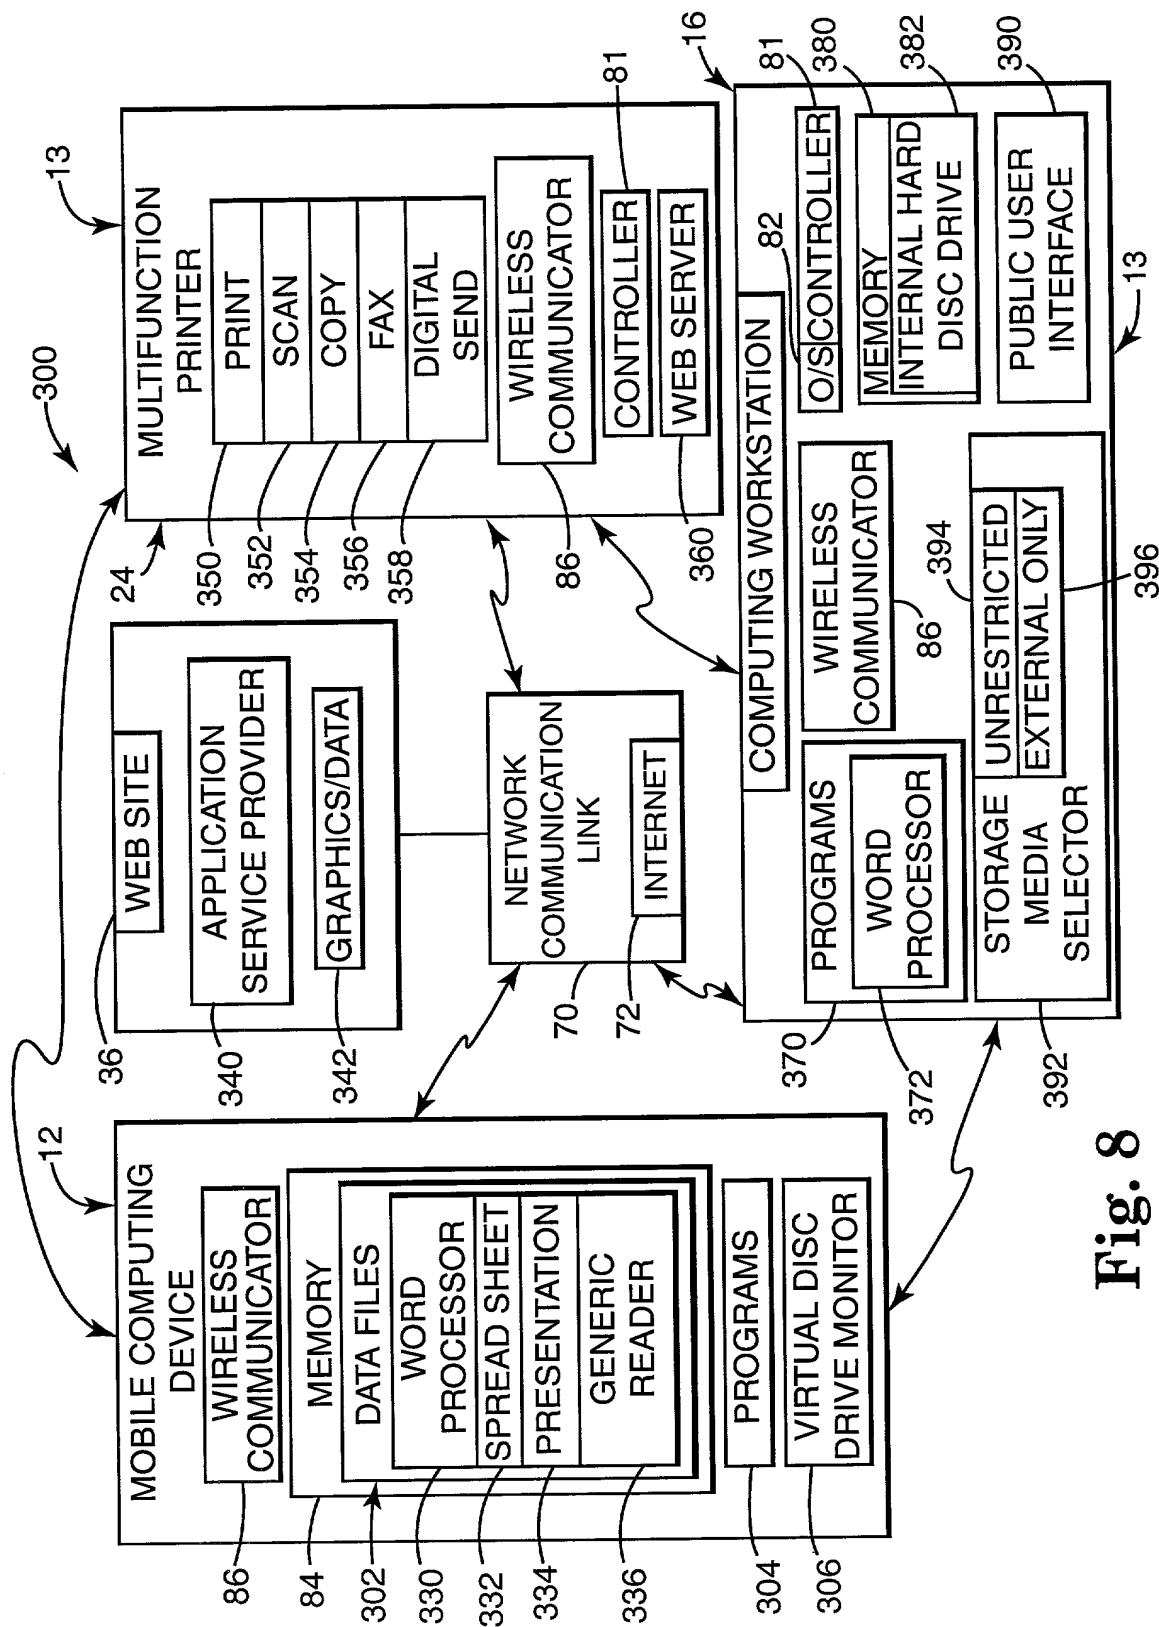 300
12
MOBILE COMPUTING
DEVICE
WIRELESS
COMMUNICATOR
86
MEMORY
84
DATA FILES
302
WORD
PROCESSOR
330
SPREAD SHEET
332
PRESENTATION
334
GENERIC
READER
336
PROGRAMS
304
VIRTUAL DISC
DRIVE MONITOR
306
WEB SITE
36
APPLICATION
SERVICE PROVIDER
340
GRAPHICS/DATA
342
NETWORK
COMMUNICATION
LINK
70
INTERNET
72
13
24
MULTIFUNCTION
PRINTER
PRINT
350
SCAN
352
COPY
354
FAX
356
DIGITAL
SEND
358
WIRELESS
COMMUNICATOR
86
CONTROLLER
81
WEB SERVER
360
16
COMPUTING WORKSTATION
PROGRAMS
370
WORD
PROCESSOR
372
WIRELESS
COMMUNICATOR
86
82
O/S
CONTROLLER
81
MEMORY
380
INTERNAL HARD
DISC DRIVE
382
PUBLIC USER
INTERFACE
390
STORAGE
MEDIA
SELECTOR
392
UNRESTRICTED
394
EXTERNAL ONLY
396
13
Fig. 8